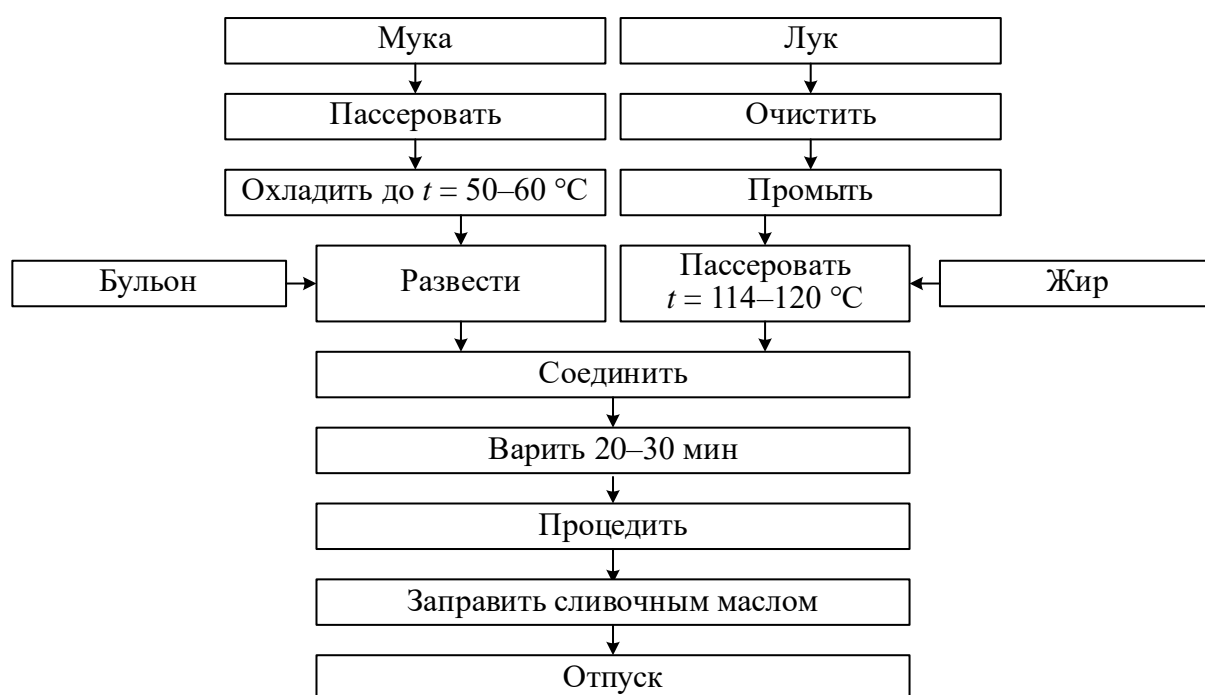 Мука
Лук
Пассеровать
Очистить
Охладить до t = 50–60 °С
Промыть
Бульон
Развести
Пассеровать
t = 114–120 °С
Жир
Соединить
Варить 20–30 мин
Процедить
Заправить сливочным маслом
Отпуск